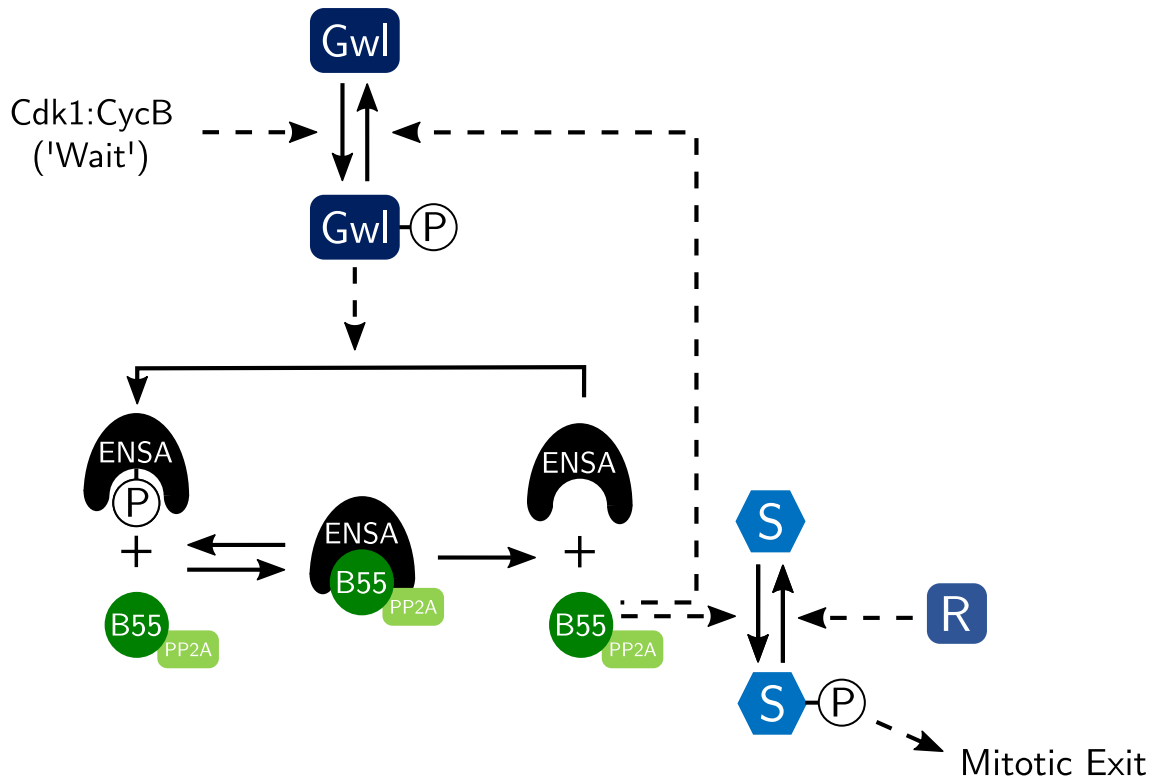 Gwl
Cdk1:CycB
('Wait')
Gwl
P
ENSA
P
+
B55
PP2A
ENSA
B55
PP2A
ENSA
+
B55
PP2A
S
R
S
P
Mitotic Exit